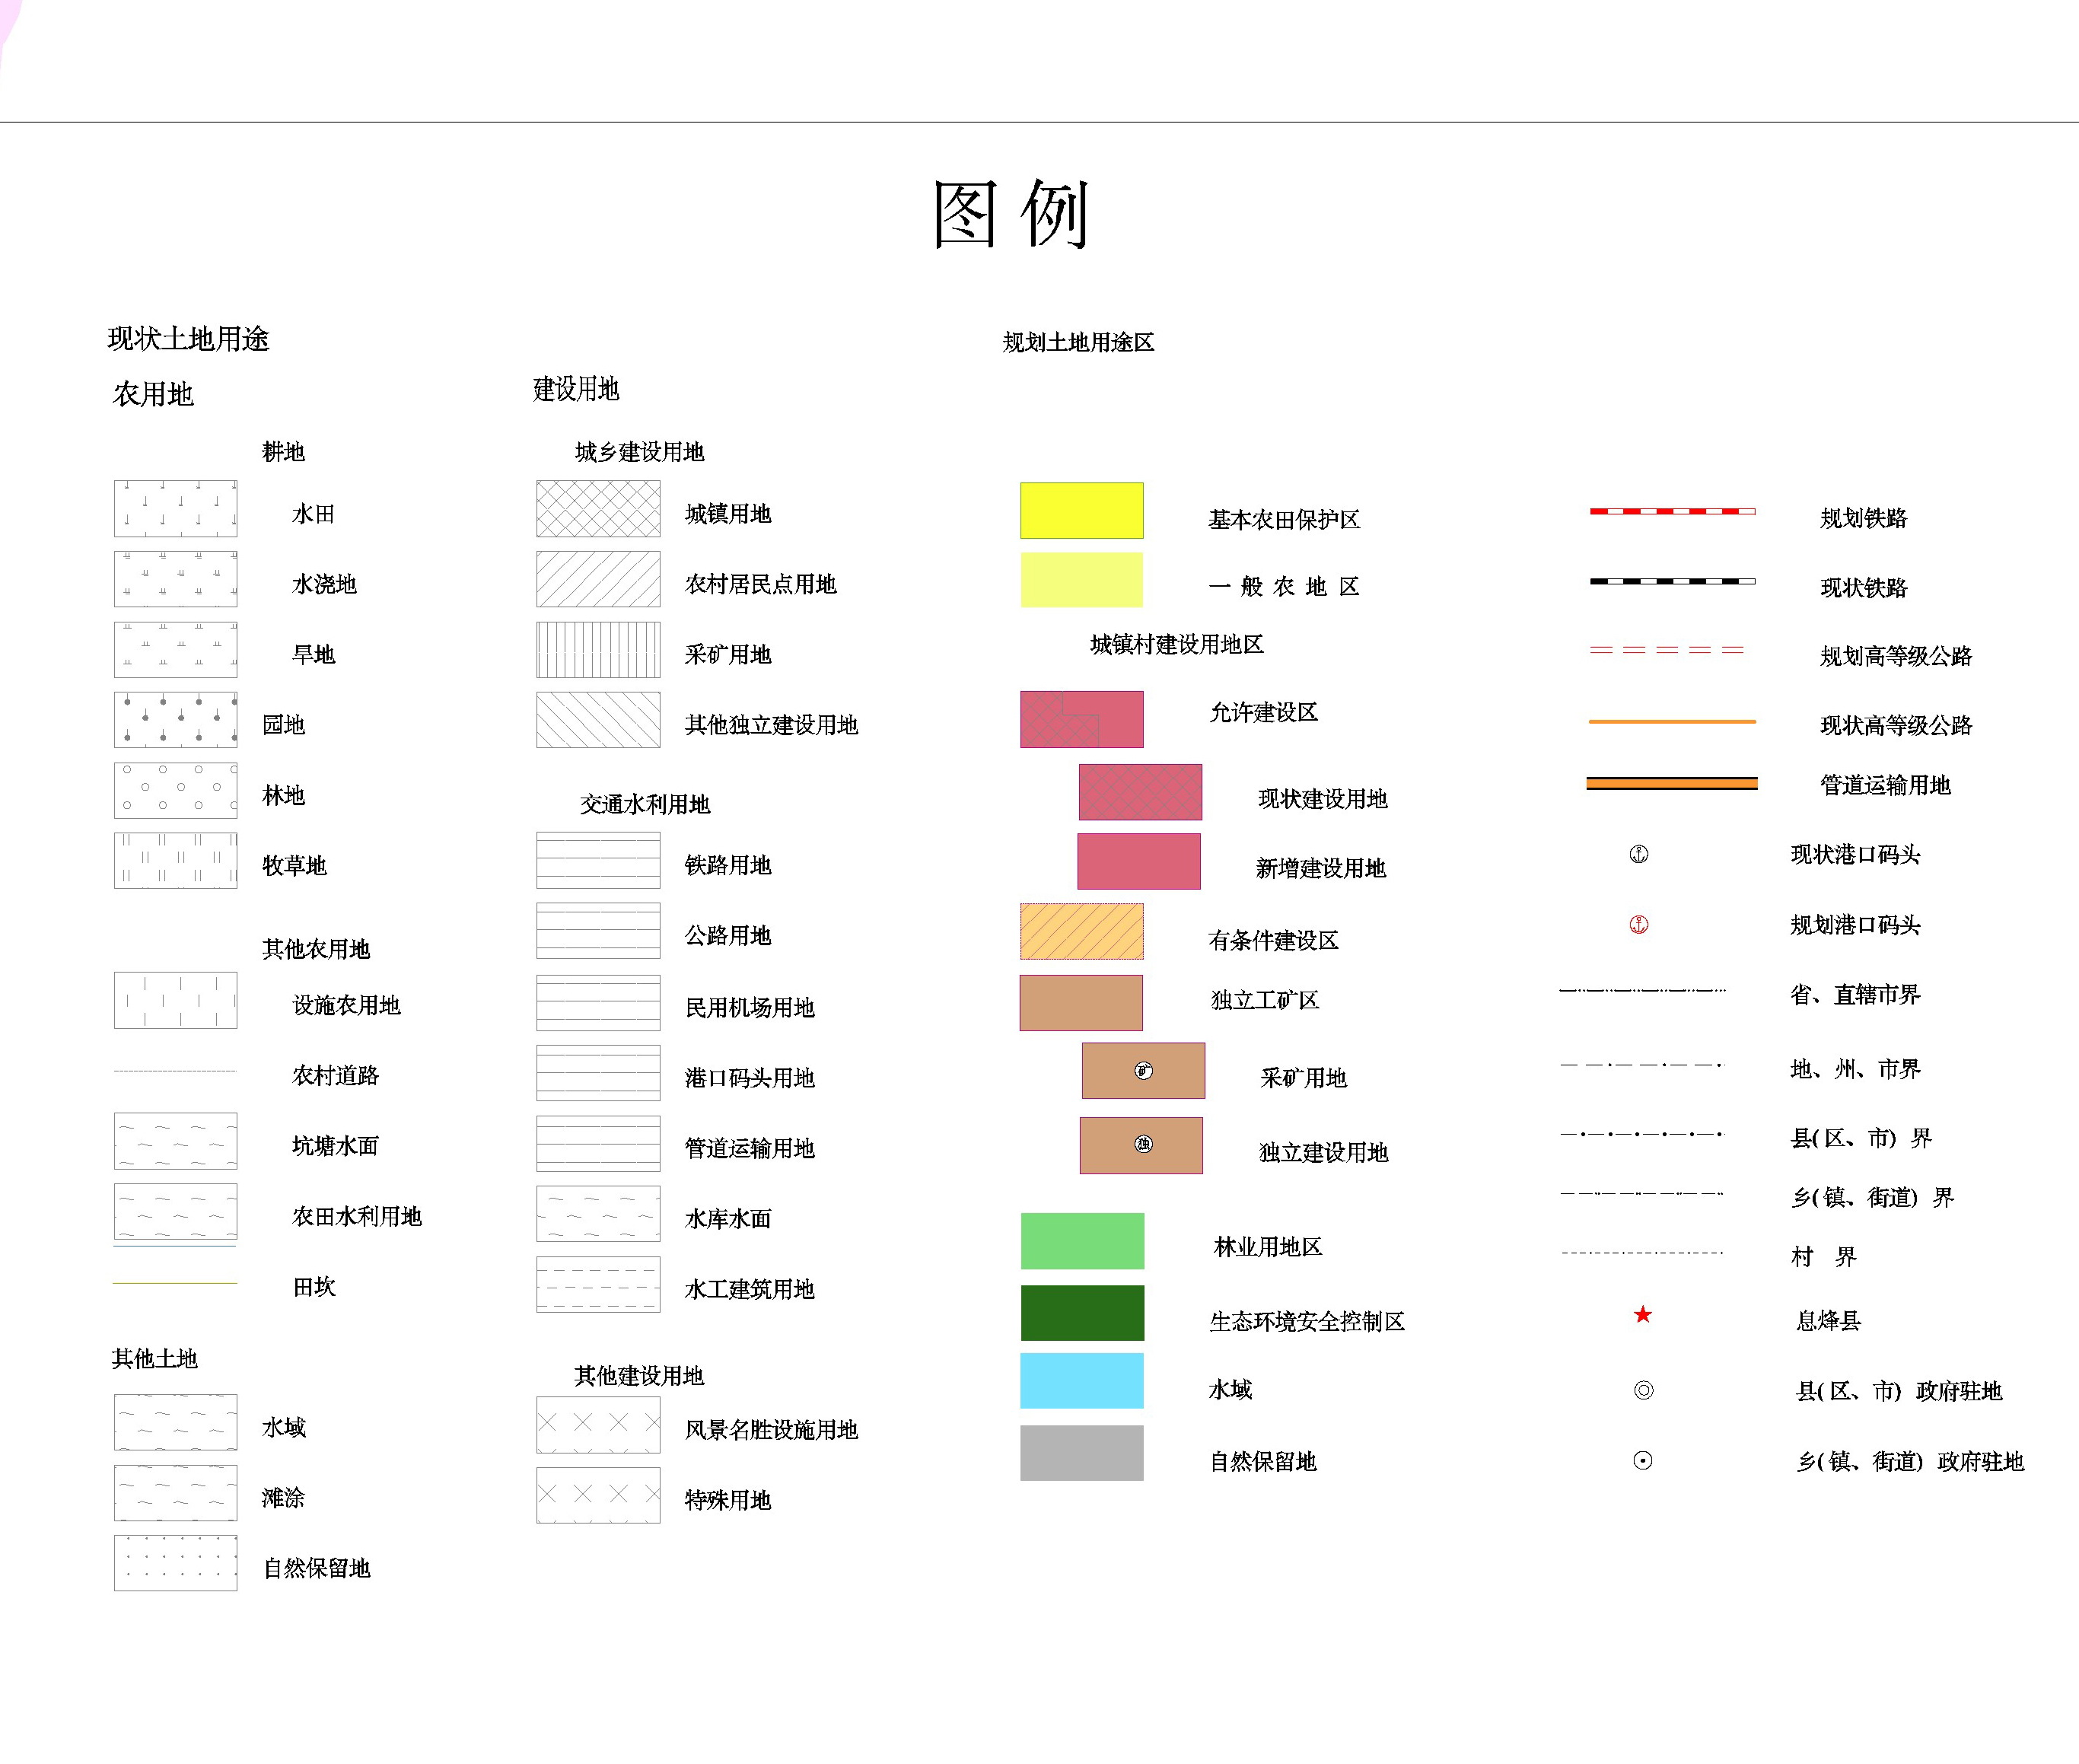 图例
现状土地用途
农用地
耕地
水田
水浇地
旱地
园地
林地
牧草地
其他农用地
设施农用地
农村道路
坑塘水面
农田水利用地
田坎
其他土地
水域
滩涂
自然保留地
建设用地
城乡建设用地
城镇用地
农村居民点用地
采矿用地
其他独立建设用地
交通水利用地
铁路用地
公路用地
民用机场用地
港口码头用地
管道运输用地
水库水面
水工建筑用地
其他建设用地
风景名胜设施用地
特殊用地
规划土地用途区
基本农田保护区
一般农地区
城镇村建设用地区
允许建设区
现状建设用地
新增建设用地
有条件建设区
独立工矿区
矿
采矿用地
独
独立建设用地
林业用地区
生态环境安全控制区
水域
自然保留地
规划铁路
现状铁路
规划高等级公路
现状高等级公路
管道运输用地
现状港口码头
规划港口码头
省、直辖市界
地、州、市界
县(区、市)界
乡(镇、街道)界
村 界
息烽县
县(区、市)政府驻地
乡(镇、街道)政府驻地